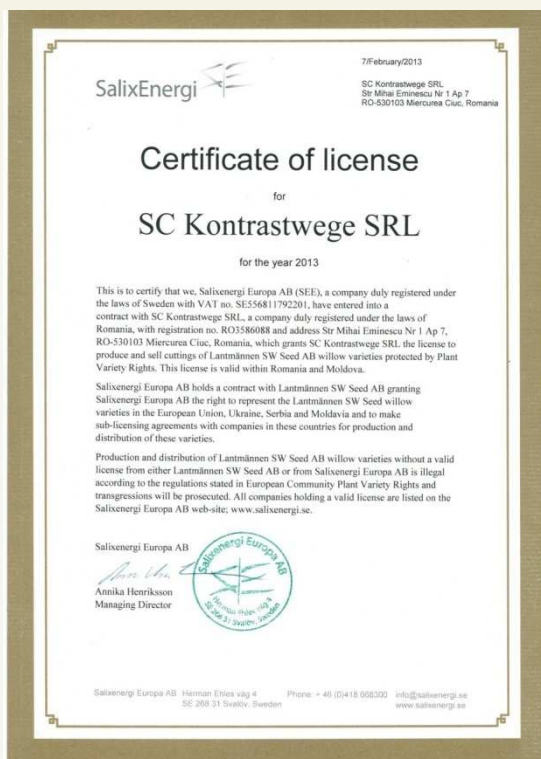 7/February/2013
SalixEnergi
SC Kontrastwege SRL
Str Mihai Eminescu Nr 1 Ap 7
RO-530103 Miercurea Ciuc, Romania
Certificate of license
for
SC Kontrastwege SRL
for the year 2013
This is to certify that we, Salixenergi Europa AB (SEE), a company duly registered under
the laws of Sweden with VAT no. SE556811792201, have entered into a
contract with SC Kontrastwege SRL, a company duly registered under the laws of
Romania, with registration no. RO3586088 and address Str Mihai Eminescu Nr 1 Ap 7,
RO-530103 Miercurea Ciuc, Romania, which grants SC Kontrastwege SRL the license to
produce and sell cuttings of Lantmännen SW Seed AB willow varieties protected by Plant
Variety Rights. This license is valid within Romania and Moldova.
Salixenergi Europa AB holds a contract with Lantmännen SW Seed AB granting
Salixenergi Europa AB the right to represent the Lantmännen SW Seed willow
varieties in the European Union, Ukraine, Serbia and Moldavia and to make
sub-licensing agreements with companies in these countries for production and
distribution of these varieties.
Production and distribution of Lantmännen SW Seed AB willow varieties without a valid
license from either Lantmännen SW Seed AB or from Salixenergi Europa AB is illegal
according to the regulations stated in European Community Plant Variety Rights and
transgressions will be prosecuted. All companies holding a valid license are listed on the
Salixenergi Europa AB web-site; www.salixenergi.se.
Salixenergi Europa AB
Annika Henriksson
Managing Director
Salixenergi Europa AB
Herman Ehles väg 4
SE 268 31 Svalöv, Sweden
Salixenergi Europa AB Herman Ehles väg 4 Phone: + 46 (0)418 668300 info@salixenergi.se
SE 268 31 Svalöv, Sweden www.salixenergi.se